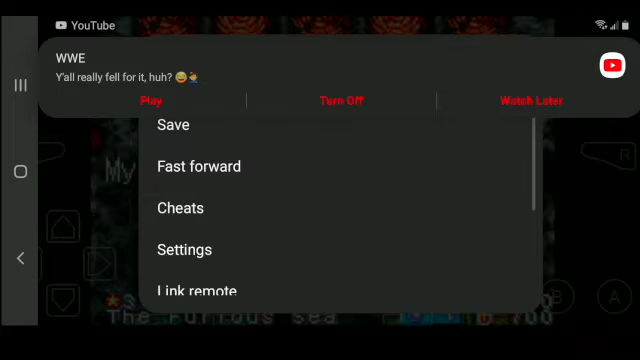 YouTube
WWE
Y'all really fell for it, huh? 😂🤦
Play Turn Off Watch Later
Save
Fast forward
Cheats
Settings
Link remote
My
R
B
A
The Furious sea